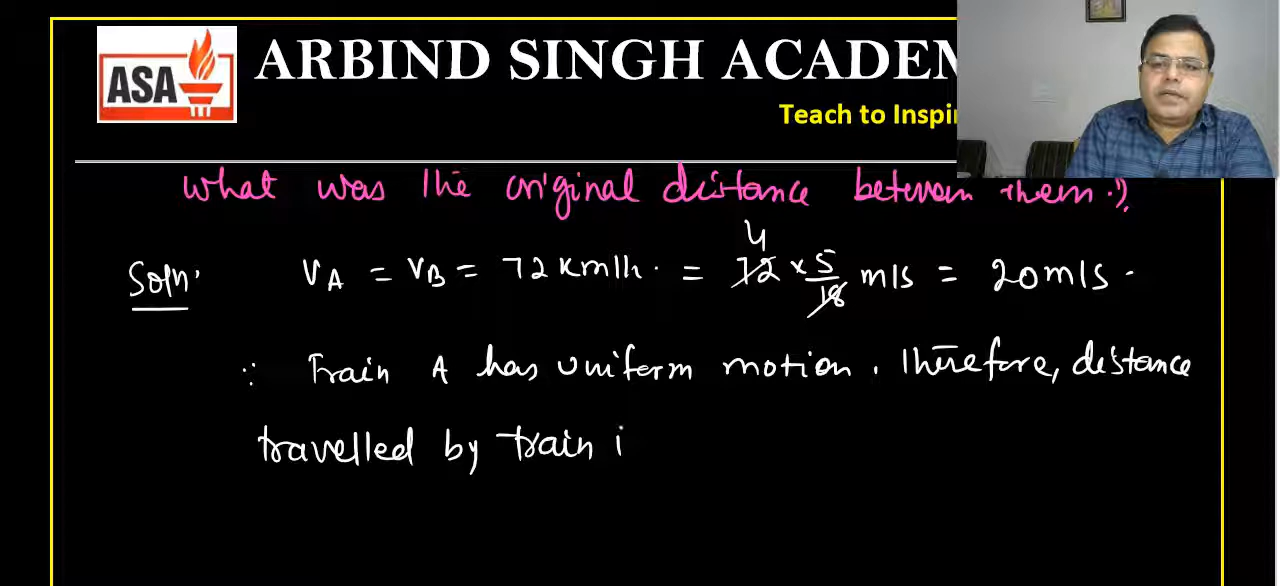 ASA
ARBIND SINGH ACADEM
Teach to Inspi
what was the original distance between them.?
Soln. VA = VB = 72 km/h. = 72 × 5/18 m/s = 20 m/s.
4
∵ Train A has uniform motion. Therefore, distance
travelled by train i